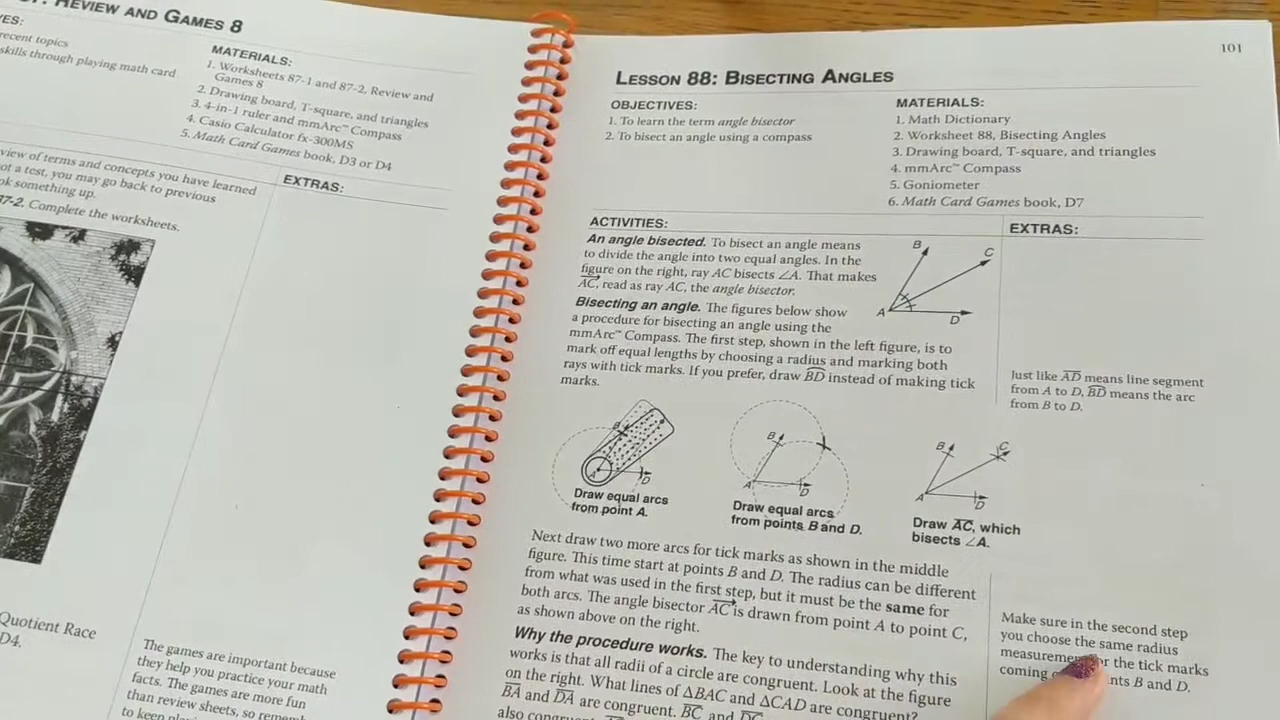 REVIEW AND GAMES 8
recent topics
skills through playing math card
MATERIALS:
1. Worksheets 87-1 and 87-2, Review and
Games 8
2. Drawing board, T-square, and triangles
3. 4-in-1 ruler and mmArc™ Compass
4. Casio Calculator fx-300MS
5. Math Card Games book, D3 or D4
view of terms and concepts you have learned
not a test, you may go back to previous
look something up.
87-2. Complete the worksheets.
EXTRAS:
Quotient Race
D4.
The games are important because
they help you practice your math
facts. The games are more fun
than review sheets, so
101
LESSON 88: BISECTING ANGLES
OBJECTIVES:
1. To learn the term angle bisector
2. To bisect an angle using a compass
MATERIALS:
1. Math Dictionary
2. Worksheet 88, Bisecting Angles
3. Drawing board, T-square, and triangles
4. mmArc™ Compass
5. Goniometer
6. Math Card Games book, D7
ACTIVITIES:
An angle bisected. To bisect an angle means
to divide the angle into two equal angles. In the
figure on the right, ray AC bisects ∠A. That makes
AC, read as ray AC, the angle bisector.
B
C
A
D
Bisecting an angle. The figures below show
a procedure for bisecting an angle using the
mmArc™ Compass. The first step, shown in the left figure, is to
mark off equal lengths by choosing a radius and marking both
rays with tick marks. If you prefer, draw BD instead of making tick
marks.
EXTRAS:
Just like AD means line segment
from A to D, BD means the arc
from B to D.
B
A
D
Draw equal arcs
from point A.
B
A
D
Draw equal arcs
from points B and D.
B
C
A
D
Draw AC, which
bisects ∠A.
Next draw two more arcs for tick marks as shown in the middle
figure. This time start at points B and D. The radius can be different
from what was used in the first step, but it must be the same for
both arcs. The angle bisector AC is drawn from point A to point C,
as shown above on the right.
Make sure in the second step
you choose the same radius
the tick marks
coming B and D.
Why the procedure works. The key to understanding why this
works is that all radii of a circle are congruent. Look at the figure
on the right. What lines of ΔBAC and ΔCAD are congruent?
BA and DA are congruent. BC and DC
also congruent.